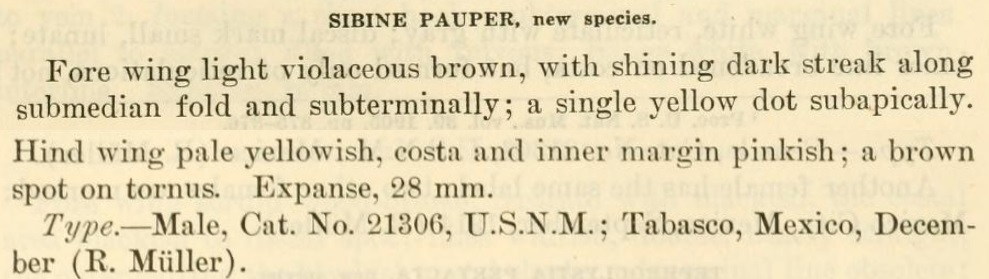 SIBINE PAUPER, new species.
Fore wing light violaceous brown, with shining dark streak along
submedian fold and subterminally; a single yellow dot subapically.
Hind wing pale yellowish, costa and inner margin pinkish; a brown
spot on tornus. Expanse, 28 mm.
Type.—Male, Cat. No. 21306, U.S.N.M.; Tabasco, Mexico, Decem-
ber (R. Müller).